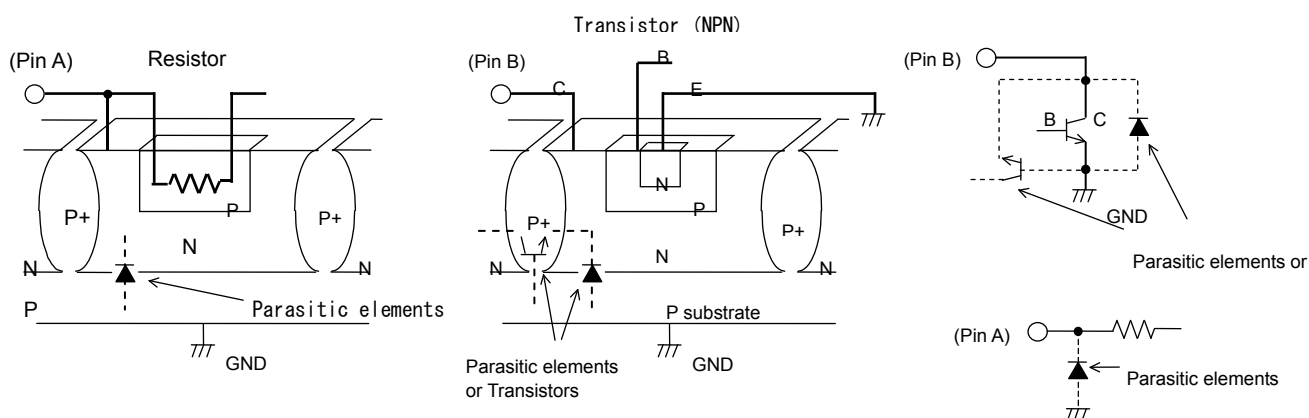 (Pin A)
Resistor
P+
N
P
P+
N
N
P
Parasitic elements
GND
Transistor (NPN)
(Pin B)
C
B
E
N
P
P+
P+
N
N
N
P substrate
GND
Parasitic elements
or Transistors
(Pin B)
B
C
GND
Parasitic elements or
(Pin A)
Parasitic elements